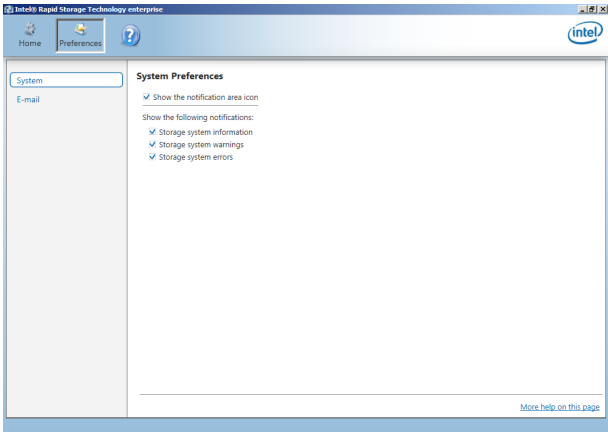 Intel® Rapid Storage Technology enterprise
Home
Preferences
?
intel
System
E-mail
System Preferences
Show the notification area icon
Show the following notifications:
Storage system information
Storage system warnings
Storage system errors
More help on this page